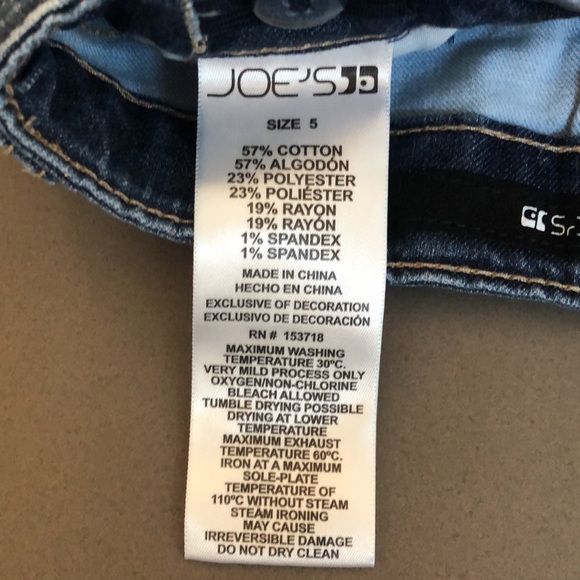 JOE'S
SIZE 5
57% COTTON
57% ALGODÓN
23% POLYESTER
23% POLIÉSTER
19% RAYON
19% RAYÓN
1% SPANDEX
1% SPANDEX
MADE IN CHINA
HECHO EN CHINA
EXCLUSIVE OF DECORATION
EXCLUSIVO DE DECORACIÓN
RN # 153718
MAXIMUM WASHING
TEMPERATURE 30ºC.
VERY MILD PROCESS ONLY
OXYGEN/NON-CHLORINE
BLEACH ALLOWED
TUMBLE DRYING POSSIBLE
DRYING AT LOWER
TEMPERATURE
MAXIMUM EXHAUST
TEMPERATURE 60ºC.
IRON AT A MAXIMUM
SOLE-PLATE
TEMPERATURE OF
110ºC WITHOUT STEAM
STEAM IRONING
MAY CAUSE
IRREVERSIBLE DAMAGE
DO NOT DRY CLEAN